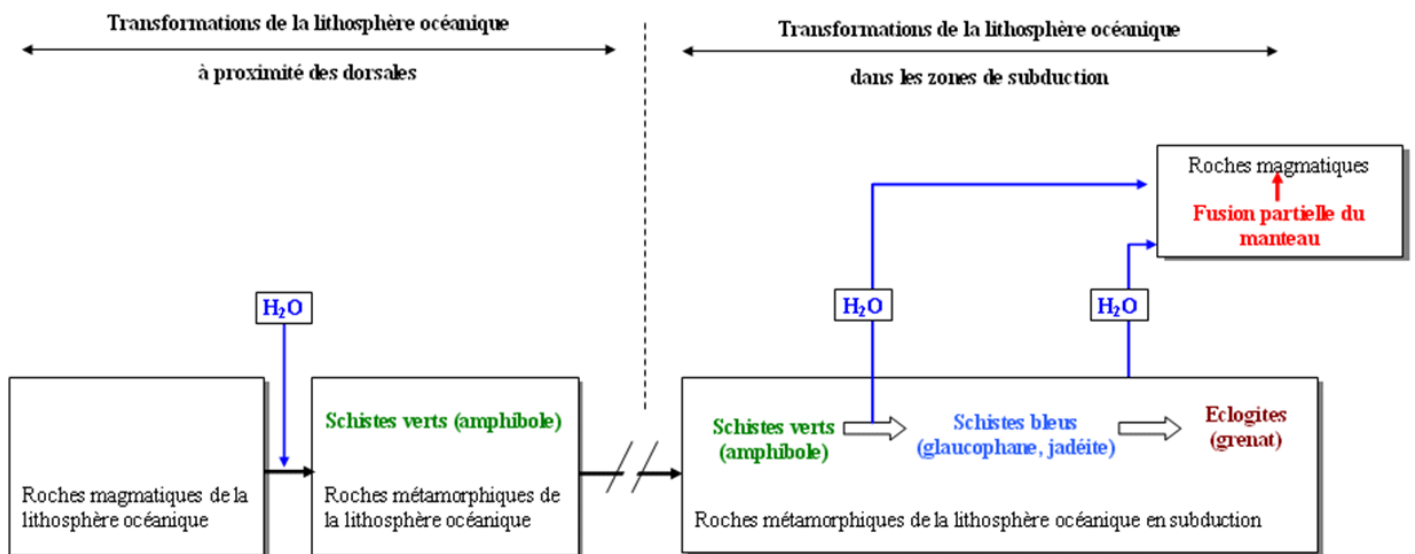 Transformations de la lithosphère océanique
à proximité des dorsales
Transformations de la lithosphère océanique
dans les zones de subduction
Roches magmatiques
Fusion partielle du
manteau
H₂O
H₂O
H₂O
Schistes verts (amphibole)
Roches magmatiques de la
lithosphère océanique
Roches métamorphiques de
la lithosphère océanique
Schistes verts
(amphibole)
Schistes bleus
(glaucophane, jadéite)
Eclogites
(grenat)
Roches métamorphiques de la lithosphère océanique en subduction